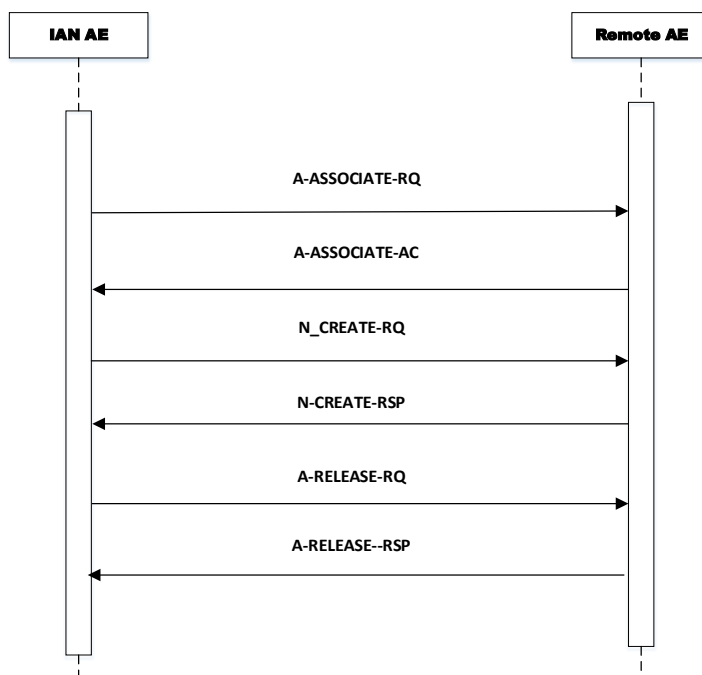 IAN AE
Remote AE
A-ASSOCIATE-RQ
A-ASSOCIATE-AC
N_CREATE-RQ
N-CREATE-RSP
A-RELEASE-RQ
A-RELEASE--RSP